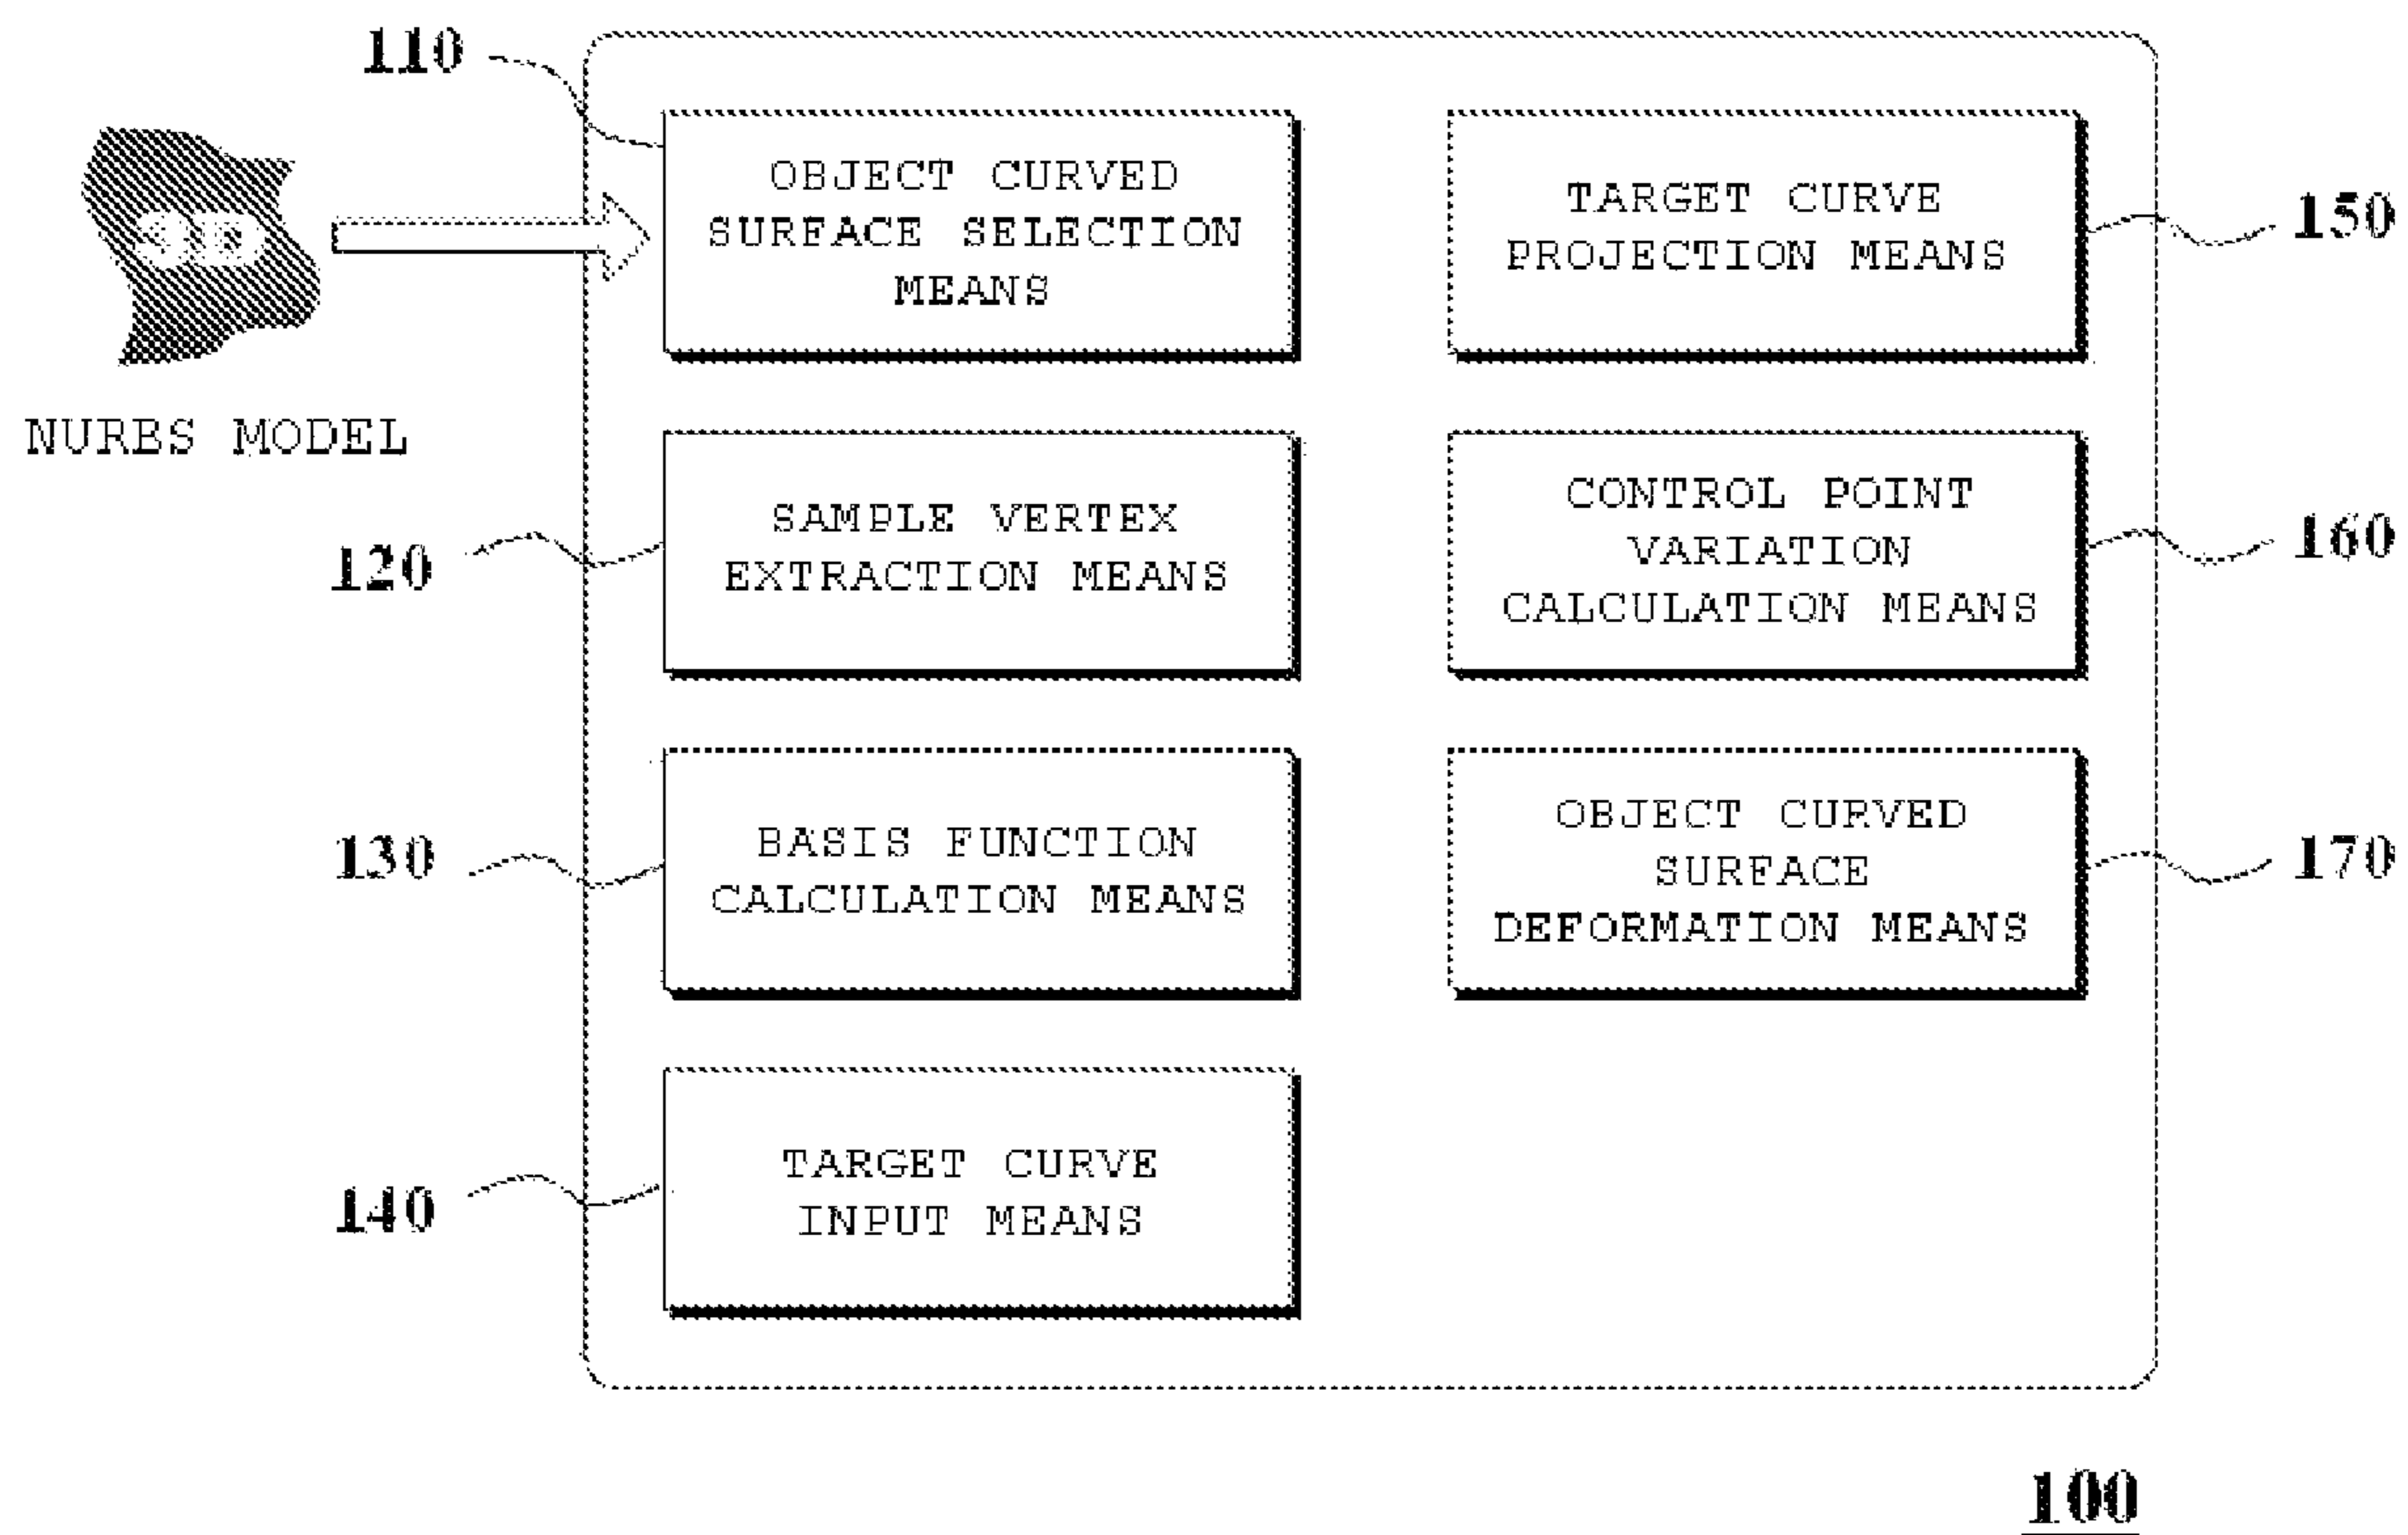 110
OBJECT CURVED
SURFACE SELECTION
MEANS
3D
NURBS MODEL
120
SAMPLE VERTEX
EXTRACTION MEANS
130
BASIS FUNCTION
CALCULATION MEANS
140
TARGET CURVE
INPUT MEANS
TARGET CURVE
PROJECTION MEANS
150
CONTROL POINT
VARIATION
CALCULATION MEANS
160
OBJECT CURVED
SURFACE
DEFORMATION MEANS
170
100